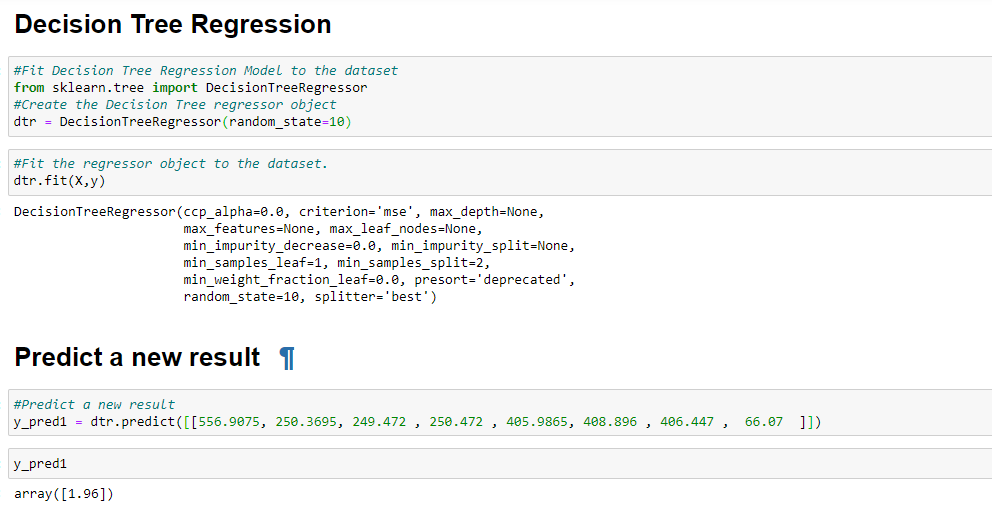 Decision Tree Regression
#Fit Decision Tree Regression Model to the dataset
from sklearn.tree import DecisionTreeRegressor
#Create the Decision Tree regressor object
dtr = DecisionTreeRegressor(random_state=10)
#Fit the regressor object to the dataset.
dtr.fit(X,y)
DecisionTreeRegressor(ccp_alpha=0.0, criterion='mse', max_depth=None,
                      max_features=None, max_leaf_nodes=None,
                      min_impurity_decrease=0.0, min_impurity_split=None,
                      min_samples_leaf=1, min_samples_split=2,
                      min_weight_fraction_leaf=0.0, presort='deprecated',
                      random_state=10, splitter='best')
Predict a new result ¶
#Predict a new result
y_pred1 = dtr.predict([[556.9075, 250.3695, 249.472 , 250.472 , 405.9865, 408.896 , 406.447 ,  66.07  ]])
y_pred1
array([1.96])